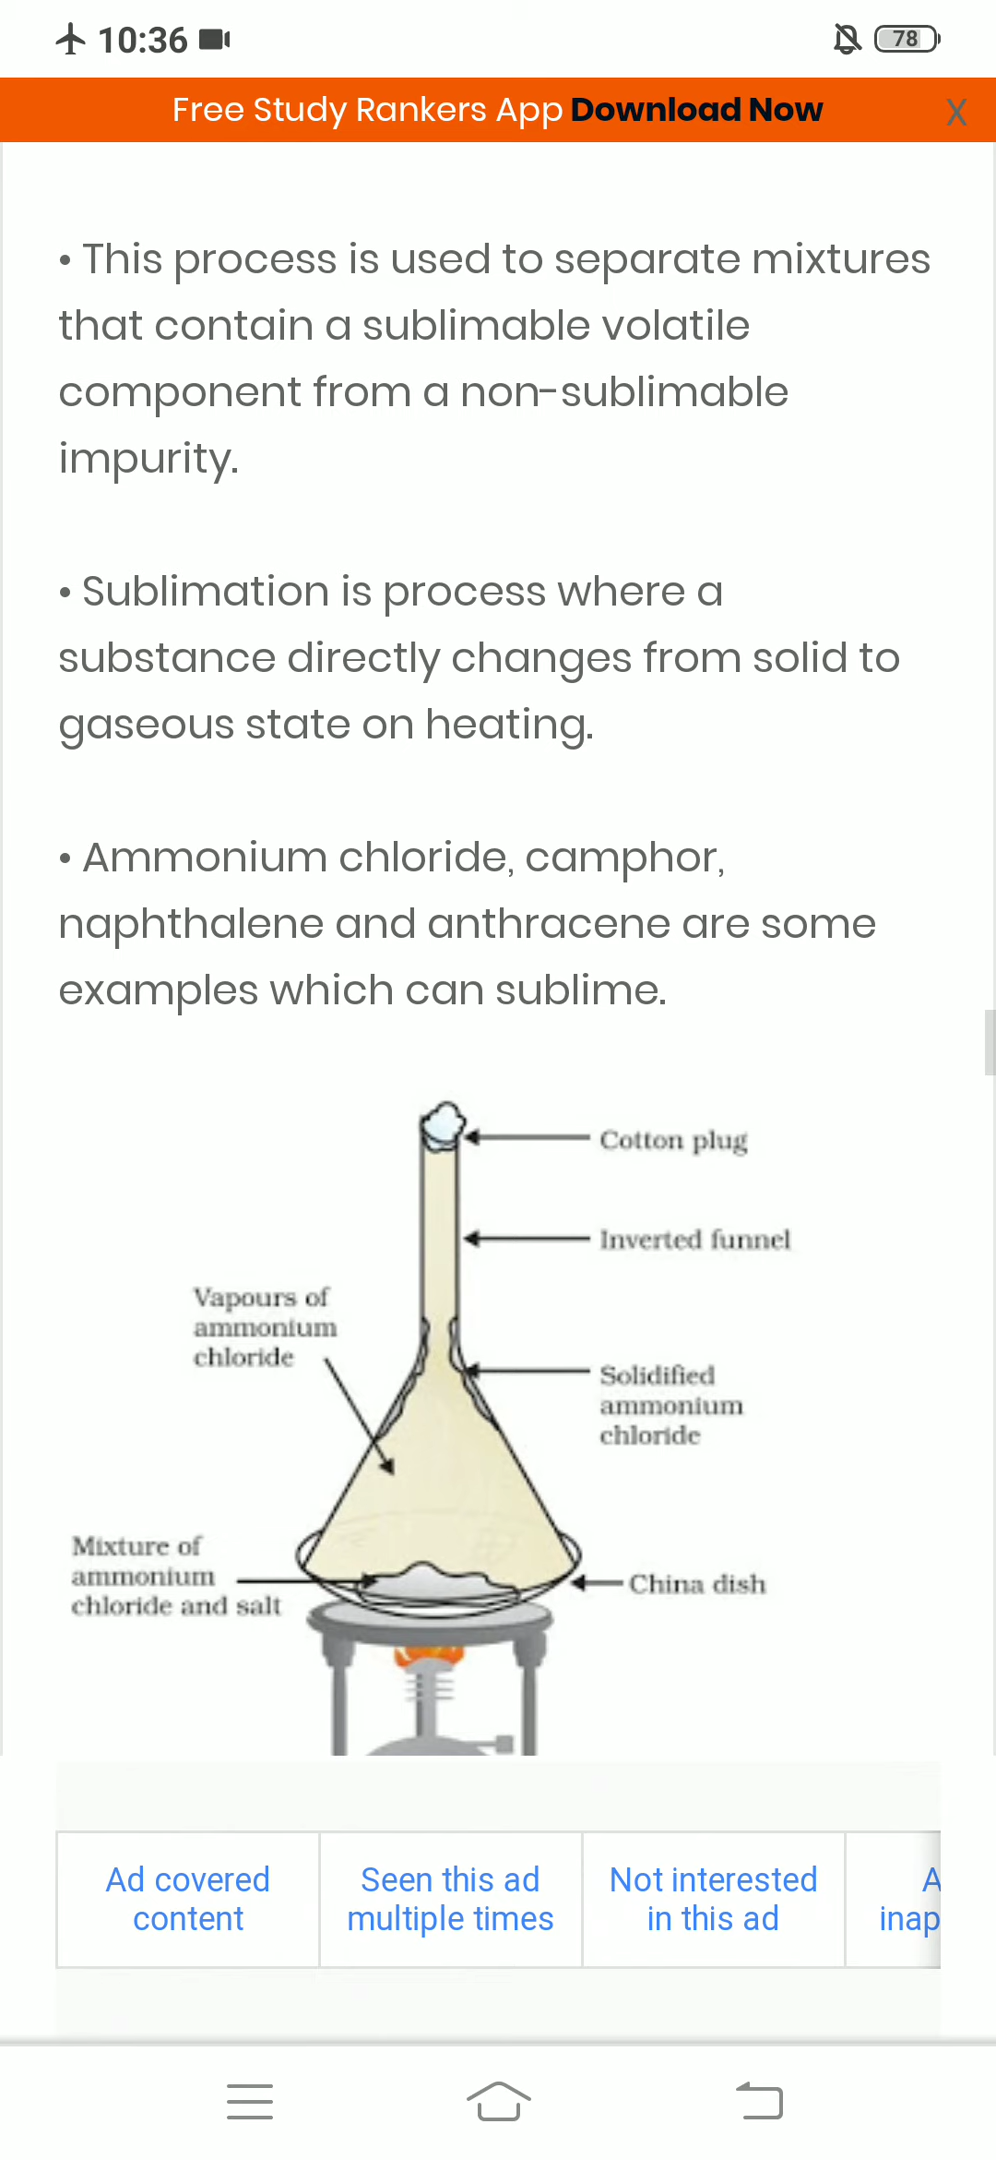 10:36
78
Free Study Rankers App Download Now X
• This process is used to separate mixtures
that contain a sublimable volatile
component from a non-sublimable
impurity.
• Sublimation is process where a
substance directly changes from solid to
gaseous state on heating.
• Ammonium chloride, camphor,
naphthalene and anthracene are some
examples which can sublime.
Cotton plug
Inverted funnel
Vapours of
ammonium
chloride
Solidified
ammonium
chloride
Mixture of
ammonium
chloride and salt
China dish
Ad covered
content
Seen this ad
multiple times
Not interested
in this ad
A
inap